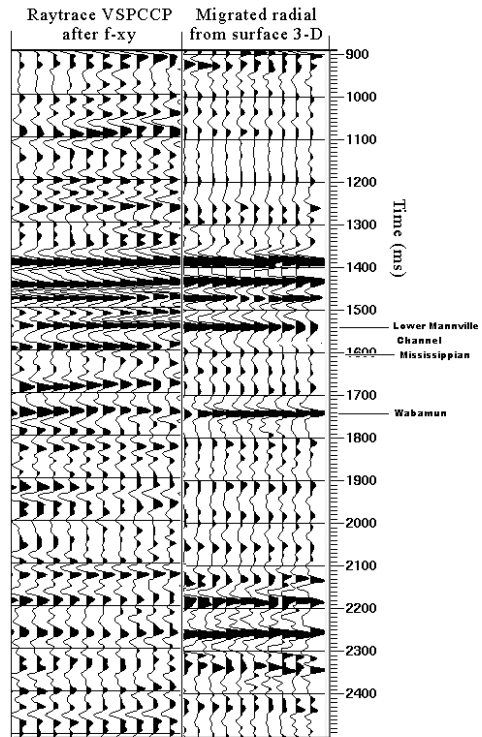 Raytrace VSPCCP
after f-xy
Migrated radial
from surface 3-D
900
1000
1100
1200
1300
1400
1500
1600
1700
1800
1900
2000
2100
2200
2300
2400
Time (ms)
Lower Mannville
Channel
Mississippian
Wabamun